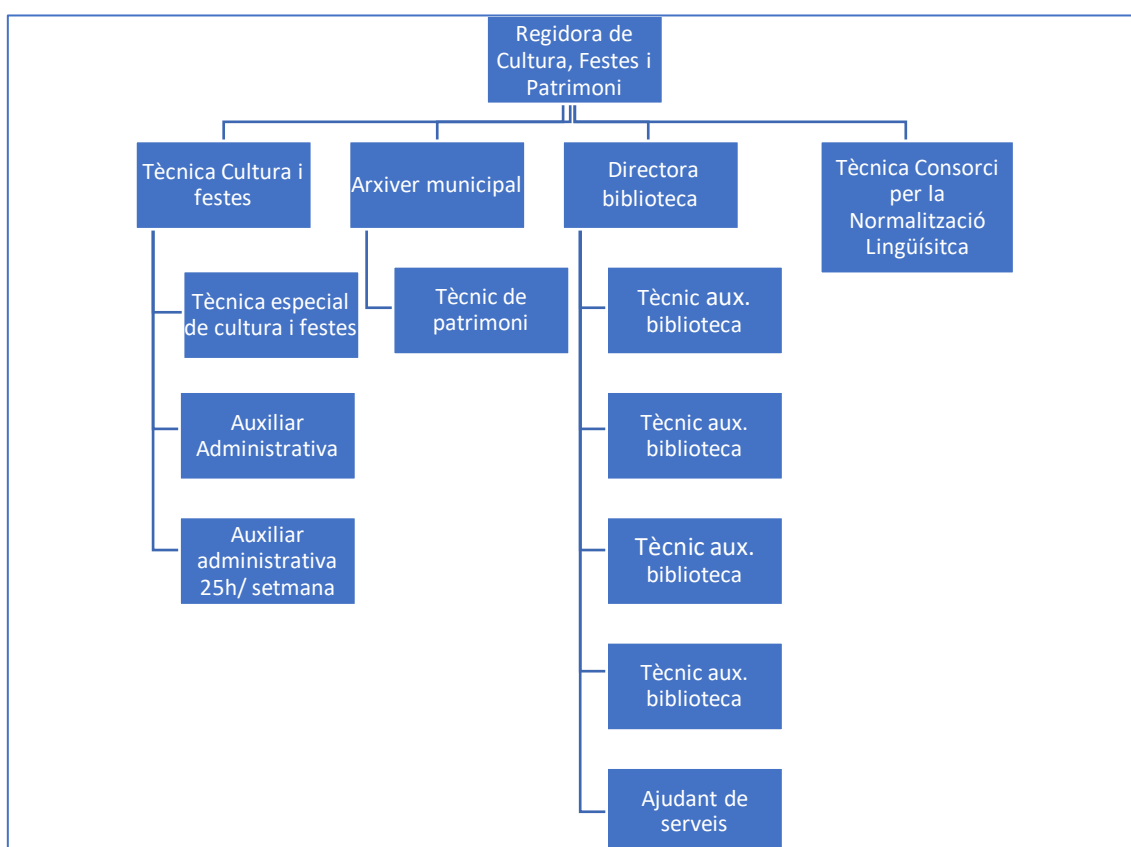 Regidora de
Cultura, Festes i
Patrimoni
Tècnica Cultura i
festes
Arxiver municipal
Directora
biblioteca
Tècnica Consorci
per la
Normalització
Lingüísitca
Tècnica especial
de cultura i festes
Auxiliar
Administrativa
Auxiliar
administrativa
25h/ setmana
Tècnic de
patrimoni
Tècnic aux.
biblioteca
Tècnic aux.
biblioteca
Tècnic aux.
biblioteca
Tècnic aux.
biblioteca
Ajudant de
serveis